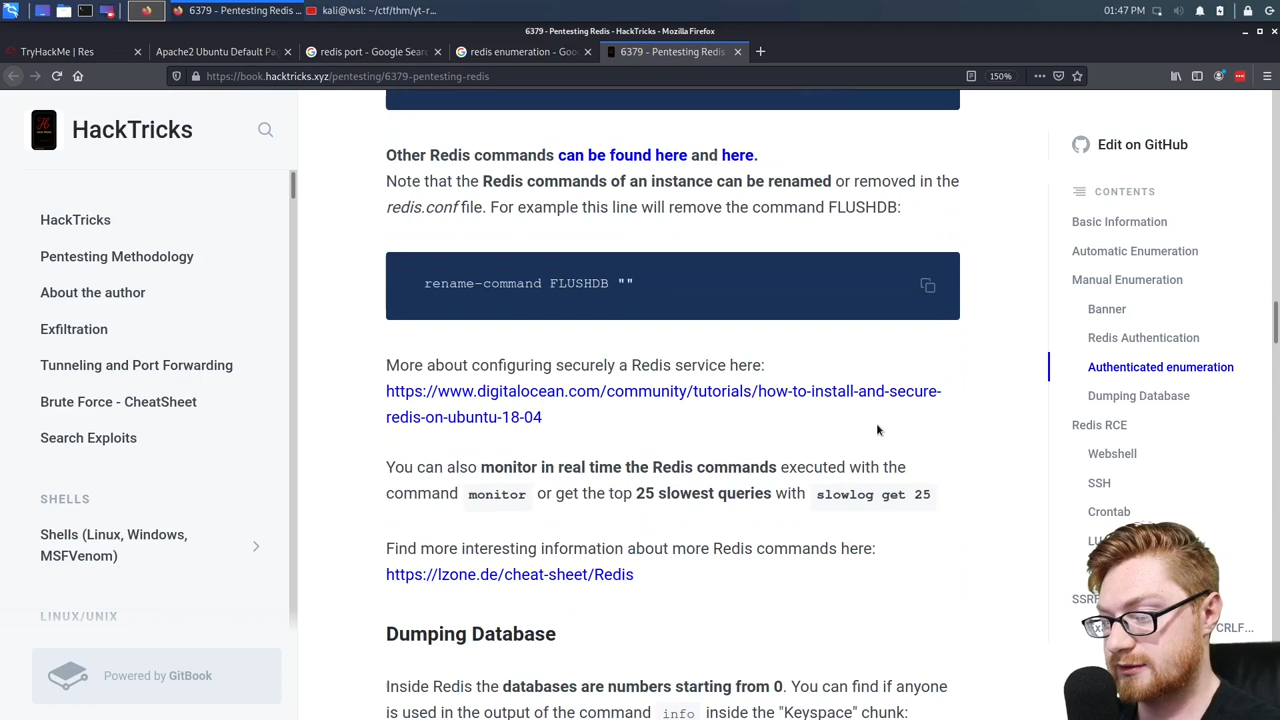 6379 - Pentesting Redis ...
kali@wsl: ~/ctf/thm/yt-r...
01:47 PM
6379 - Pentesting Redis - HackTricks - Mozilla Firefox
TryHackMe | Res
Apache2 Ubuntu Default Pa
redis port - Google Searc
redis enumeration - Goo
6379 - Pentesting Redis
https://book.hacktricks.xyz/pentesting/6379-pentesting-redis
150%
HackTricks
HackTricks
Pentesting Methodology
About the author
Exfiltration
Tunneling and Port Forwarding
Brute Force - CheatSheet
Search Exploits
SHELLS
Shells (Linux, Windows,
MSFVenom)
LINUX/UNIX
Powered by GitBook
Other Redis commands can be found here and here.
Note that the Redis commands of an instance can be renamed or removed in the
redis.conf file. For example this line will remove the command FLUSHDB:
rename-command FLUSHDB ""
More about configuring securely a Redis service here:
https://www.digitalocean.com/community/tutorials/how-to-install-and-secure-
redis-on-ubuntu-18-04
You can also monitor in real time the Redis commands executed with the
command monitor or get the top 25 slowest queries with slowlog get 25
Find more interesting information about more Redis commands here:
https://lzone.de/cheat-sheet/Redis
Dumping Database
Inside Redis the databases are numbers starting from 0. You can find if anyone
is used in the output of the command info inside the "Keyspace" chunk:
Edit on GitHub
CONTENTS
Basic Information
Automatic Enumeration
Manual Enumeration
Banner
Redis Authentication
Authenticated enumeration
Dumping Database
Redis RCE
Webshell
SSH
Crontab
LU
SSRF
CRLF...